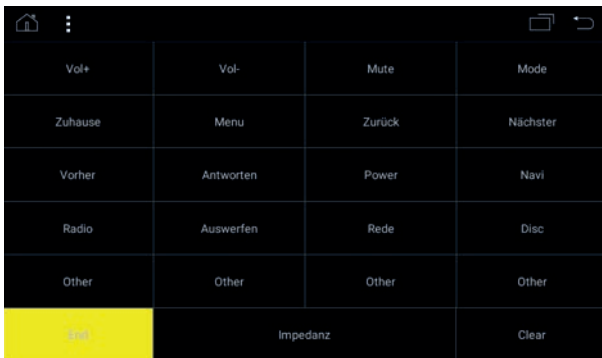 Vol+ Vol- Mute Mode
Zuhause Menu Zurück Nächster
Vorher Antworten Power Navi
Radio Auswerfen Rede Disc
Other Other Other Other
End Impedanz Clear